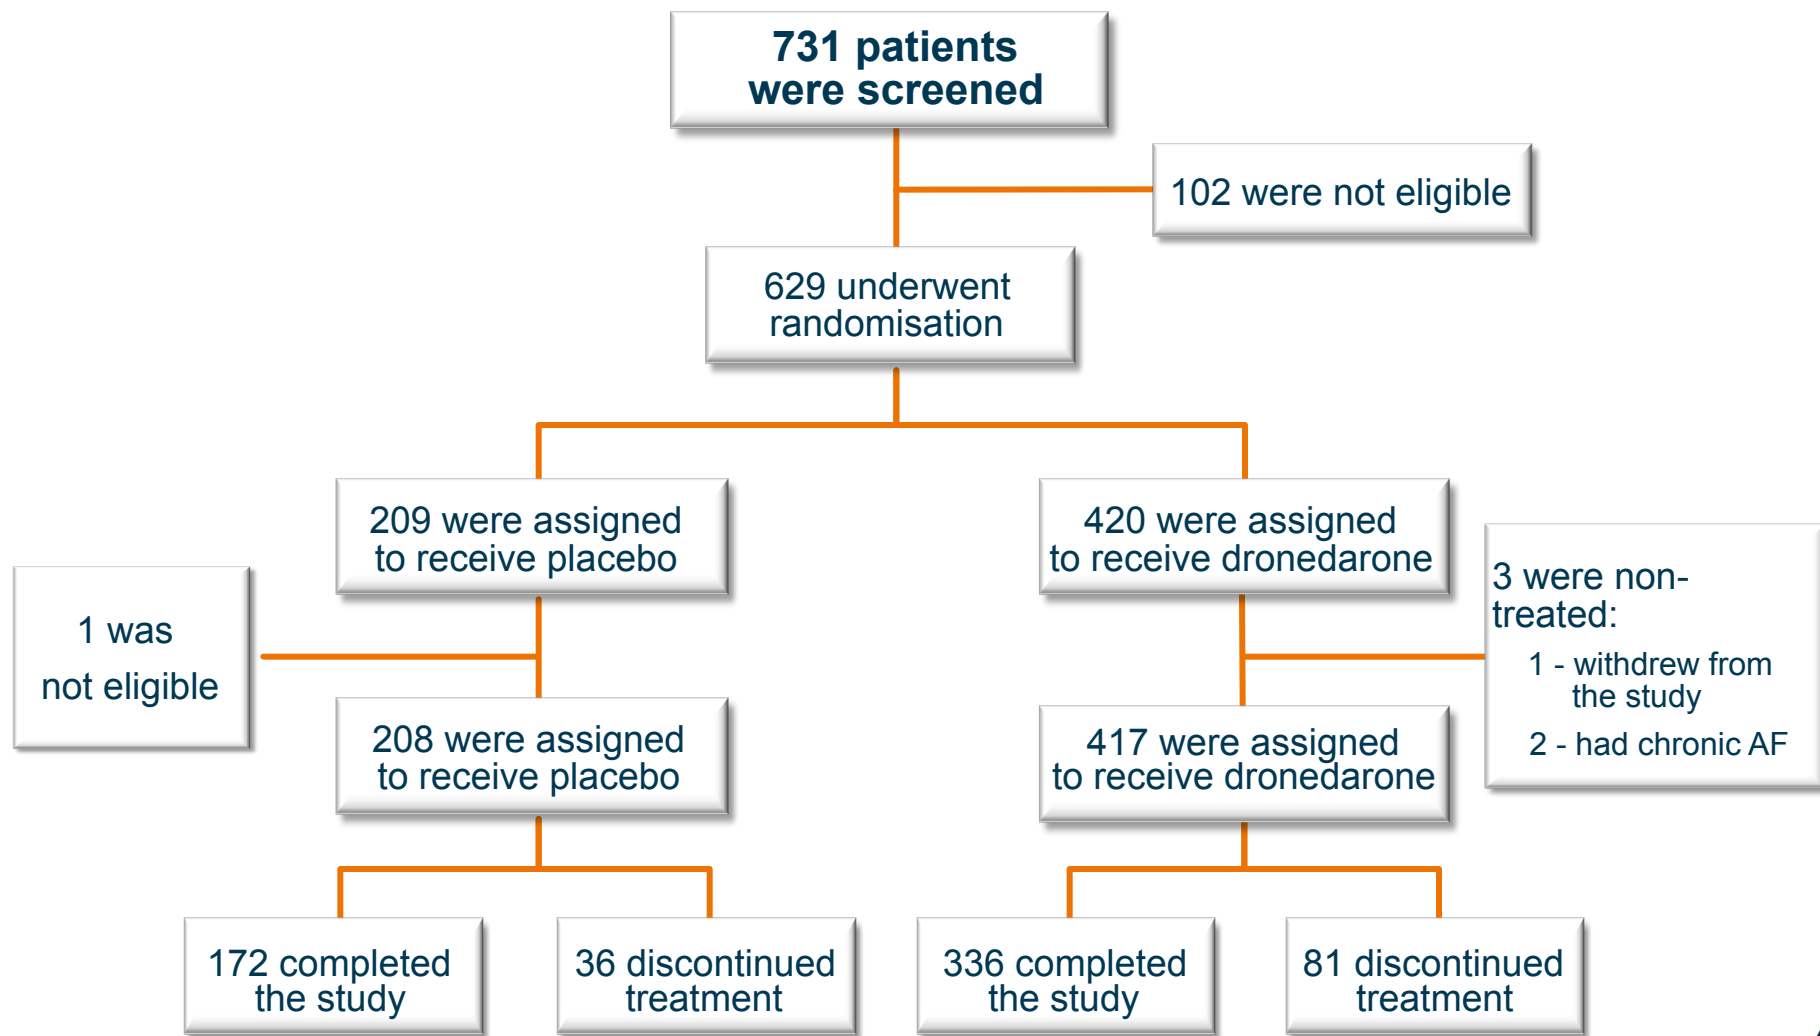 731 patients
were screened
102 were not eligible
629 underwent
randomisation
209 were assigned
to receive placebo
420 were assigned
to receive dronedarone
1 was
not eligible
3 were non-
treated:
1 - withdrew from
the study
2 - had chronic AF
208 were assigned
to receive placebo
417 were assigned
to receive dronedarone
172 completed
the study
36 discontinued
treatment
336 completed
the study
81 discontinued
treatment